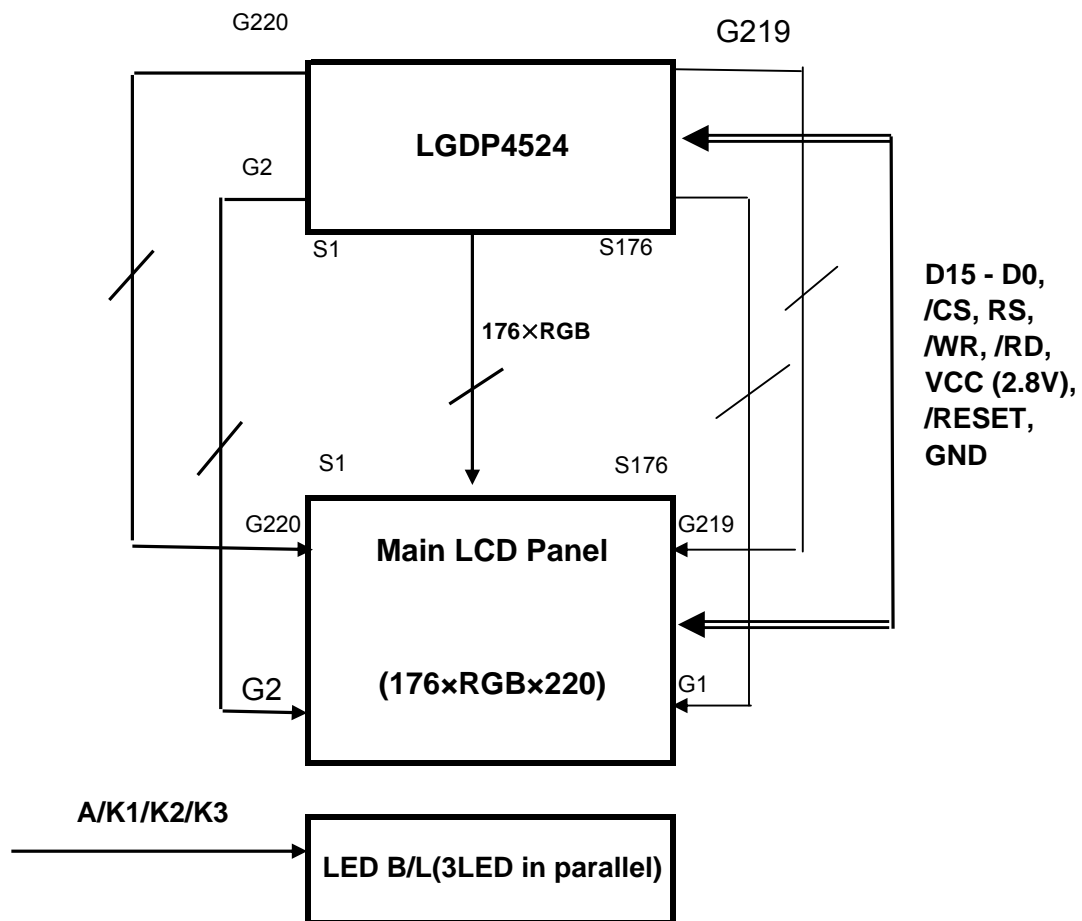 G220
G219
LGDP4524
G2
S1
S176
D15 - D0,
/CS, RS,
/WR, /RD,
VCC (2.8V),
/RESET,
GND
176×RGB
S1
S176
G220
G219
Main LCD Panel
(176×RGB×220)
G2
G1
A/K1/K2/K3
LED B/L(3LED in parallel)